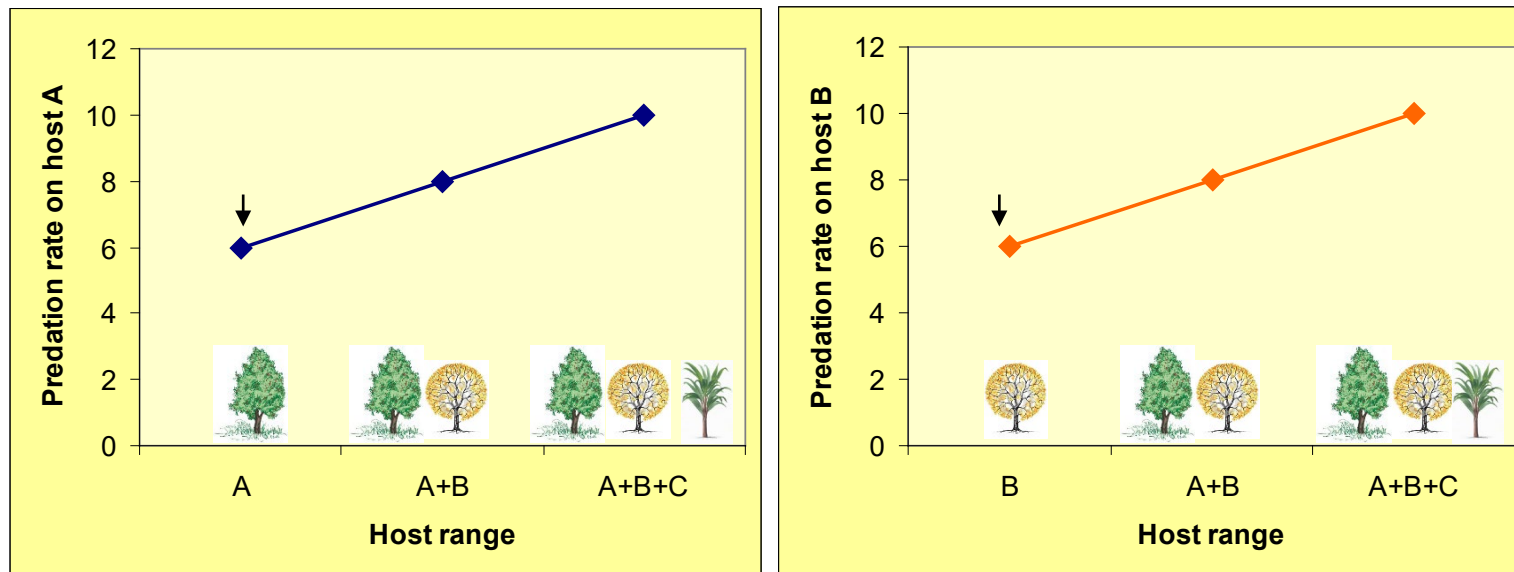 Predation rate on host A
12
10
8
6
4
2
0
A A+B A+B+C
Host range
Predation rate on host B
12
10
8
6
4
2
0
B A+B A+B+C
Host range